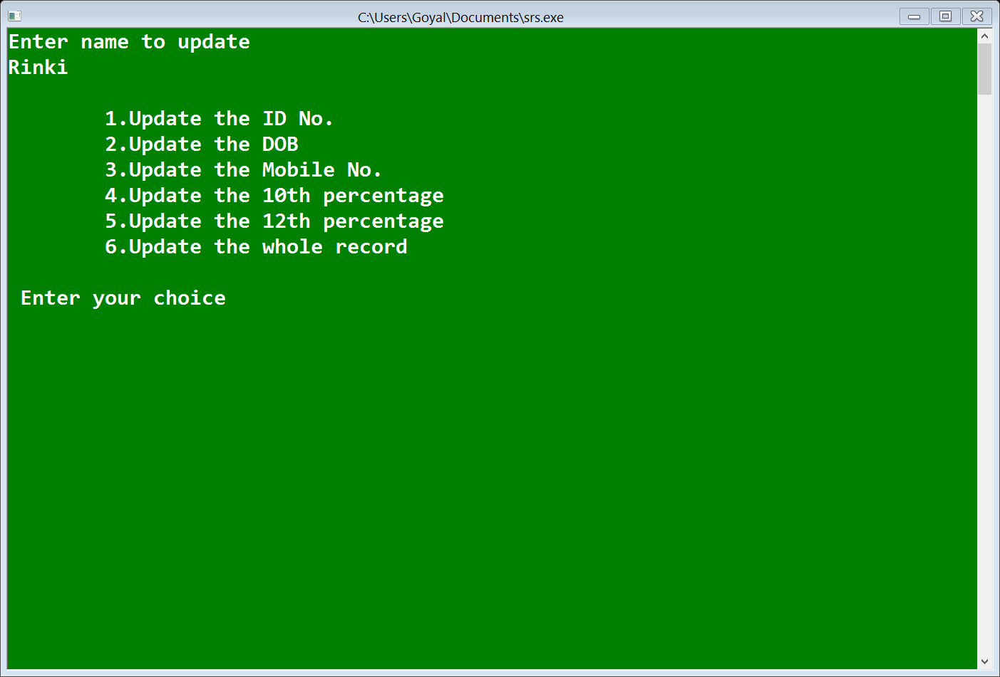 C:\Users\Goyal\Documents\srs.exe
Enter name to update
Rinki
1.Update the ID No.
2.Update the DOB
3.Update the Mobile No.
4.Update the 10th percentage
5.Update the 12th percentage
6.Update the whole record
Enter your choice